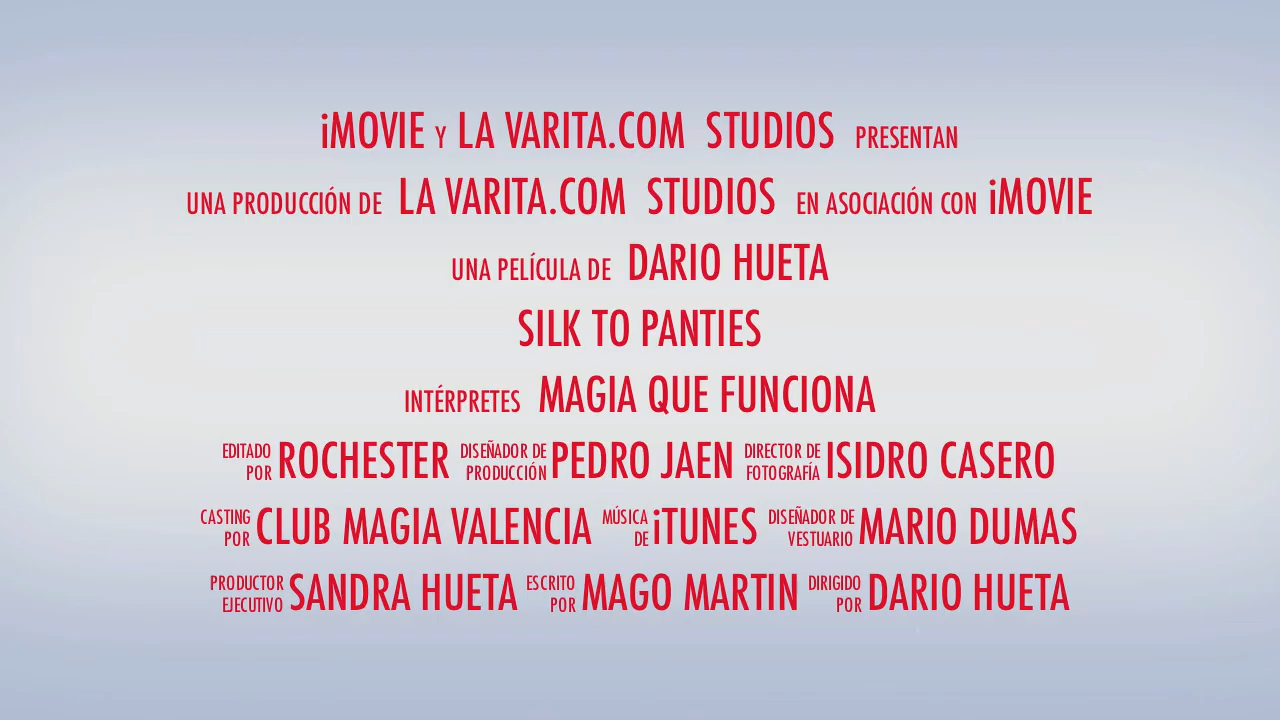 iMOVIE Y LA VARITA.COM STUDIOS PRESENTAN
UNA PRODUCCIÓN DE LA VARITA.COM STUDIOS EN ASOCIACIÓN CON iMOVIE
UNA PELÍCULA DE DARIO HUETA
SILK TO PANTIES
INTÉRPRETES MAGIA QUE FUNCIONA
EDITADO POR ROCHESTER DISEÑADOR DE PRODUCCIÓN PEDRO JAEN DIRECTOR DE FOTOGRAFÍA ISIDRO CASERO
CASTING POR CLUB MAGIA VALENCIA MÚSICA DE iTUNES DISEÑADOR DE VESTUARIO MARIO DUMAS
PRODUCTOR EJECUTIVO SANDRA HUETA ESCRITO POR MAGO MARTIN DIRIGIDO POR DARIO HUETA